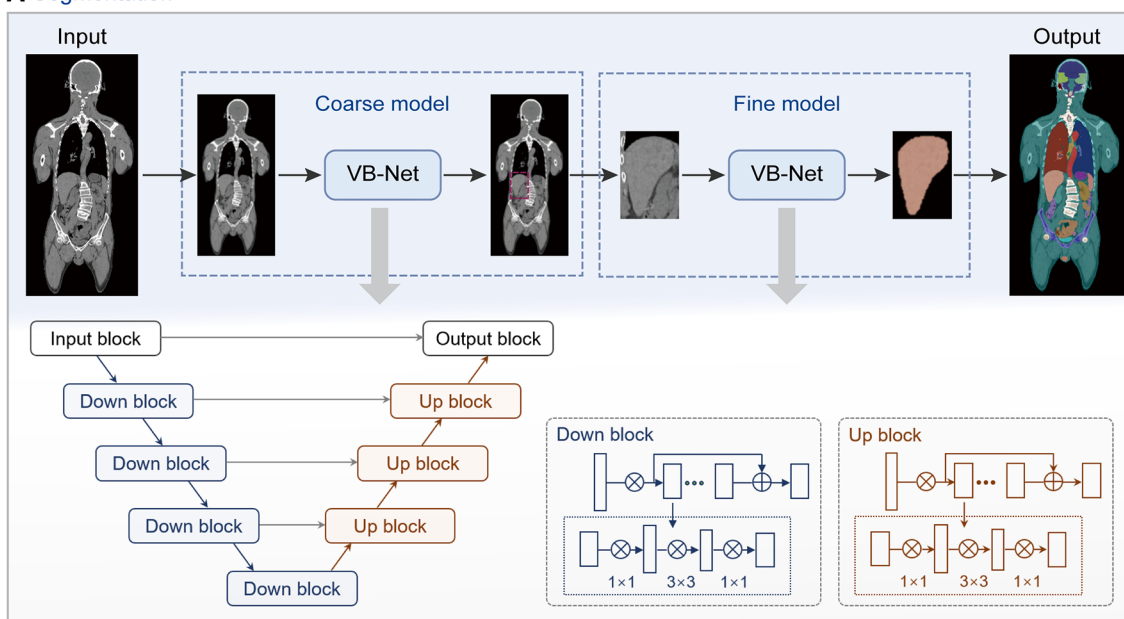 Input
Output
Coarse model
Fine model
VB-Net
VB-Net
Input block
Output block
Down block
Up block
Down block
Up block
Down block
Up block
Down block
Down block
1×1
3×3
1×1
Up block
1×1
3×3
1×1